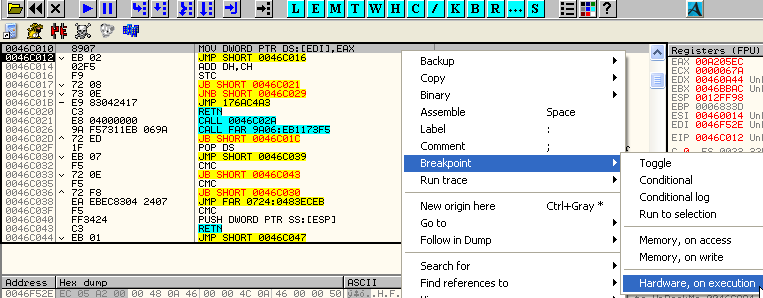 L E M T W H C / K B R ... S
0046C010 8907 MOV DWORD PTR DS:[EDI],EAX
0046C012 EB 02 JMP SHORT 0046C016
0046C014 02F5 ADD DH,CH
0046C016 F9 STC
0046C017 72 08 JB SHORT 0046C021
0046C019 73 0E JNB SHORT 0046C029
0046C01B - E9 83042417 JMP 176AC4A3
0046C020 C3 RETN
0046C021 E8 04000000 CALL 0046C02A
0046C026 9A F57311EB 069A CALL FAR 9A06:EB1173F5
0046C02D 72 ED JB SHORT 0046C01C
0046C02F 1F POP DS
0046C030 EB 07 JMP SHORT 0046C039
0046C032 F5 CMC
0046C033 72 0E JB SHORT 0046C043
0046C035 F5 CMC
0046C036 72 F8 JB SHORT 0046C030
0046C038 EA EBEC8304 2407 JMP FAR 0724:0483ECEB
0046C03F F5 CMC
0046C040 FF3424 PUSH DWORD PTR SS:[ESP]
0046C043 C3 RETN
0046C044 EB 01 JMP SHORT 0046C047
Address Hex dump ASCII
0046F52E EC 05 A2 00 00 48 0A 46 00 00 4C 0A 46 00 00 50
Backup
Copy
Binary
Assemble Space
Label :
Comment ;
Breakpoint
Run trace
New origin here Ctrl+Gray *
Go to
Follow in Dump
Search for
Find references to
Toggle
Conditional
Conditional log
Run to selection
Memory, on access
Memory, on write
Hardware, on execution
Registers (FPU)
EAX 00A205EC
ECX 0000067A
EDX 00460A44
EBX 0046BBAC
ESP 0012FF98
EBP 0006833D
ESI 00460014
EDI 0046F52E
EIP 0046C012